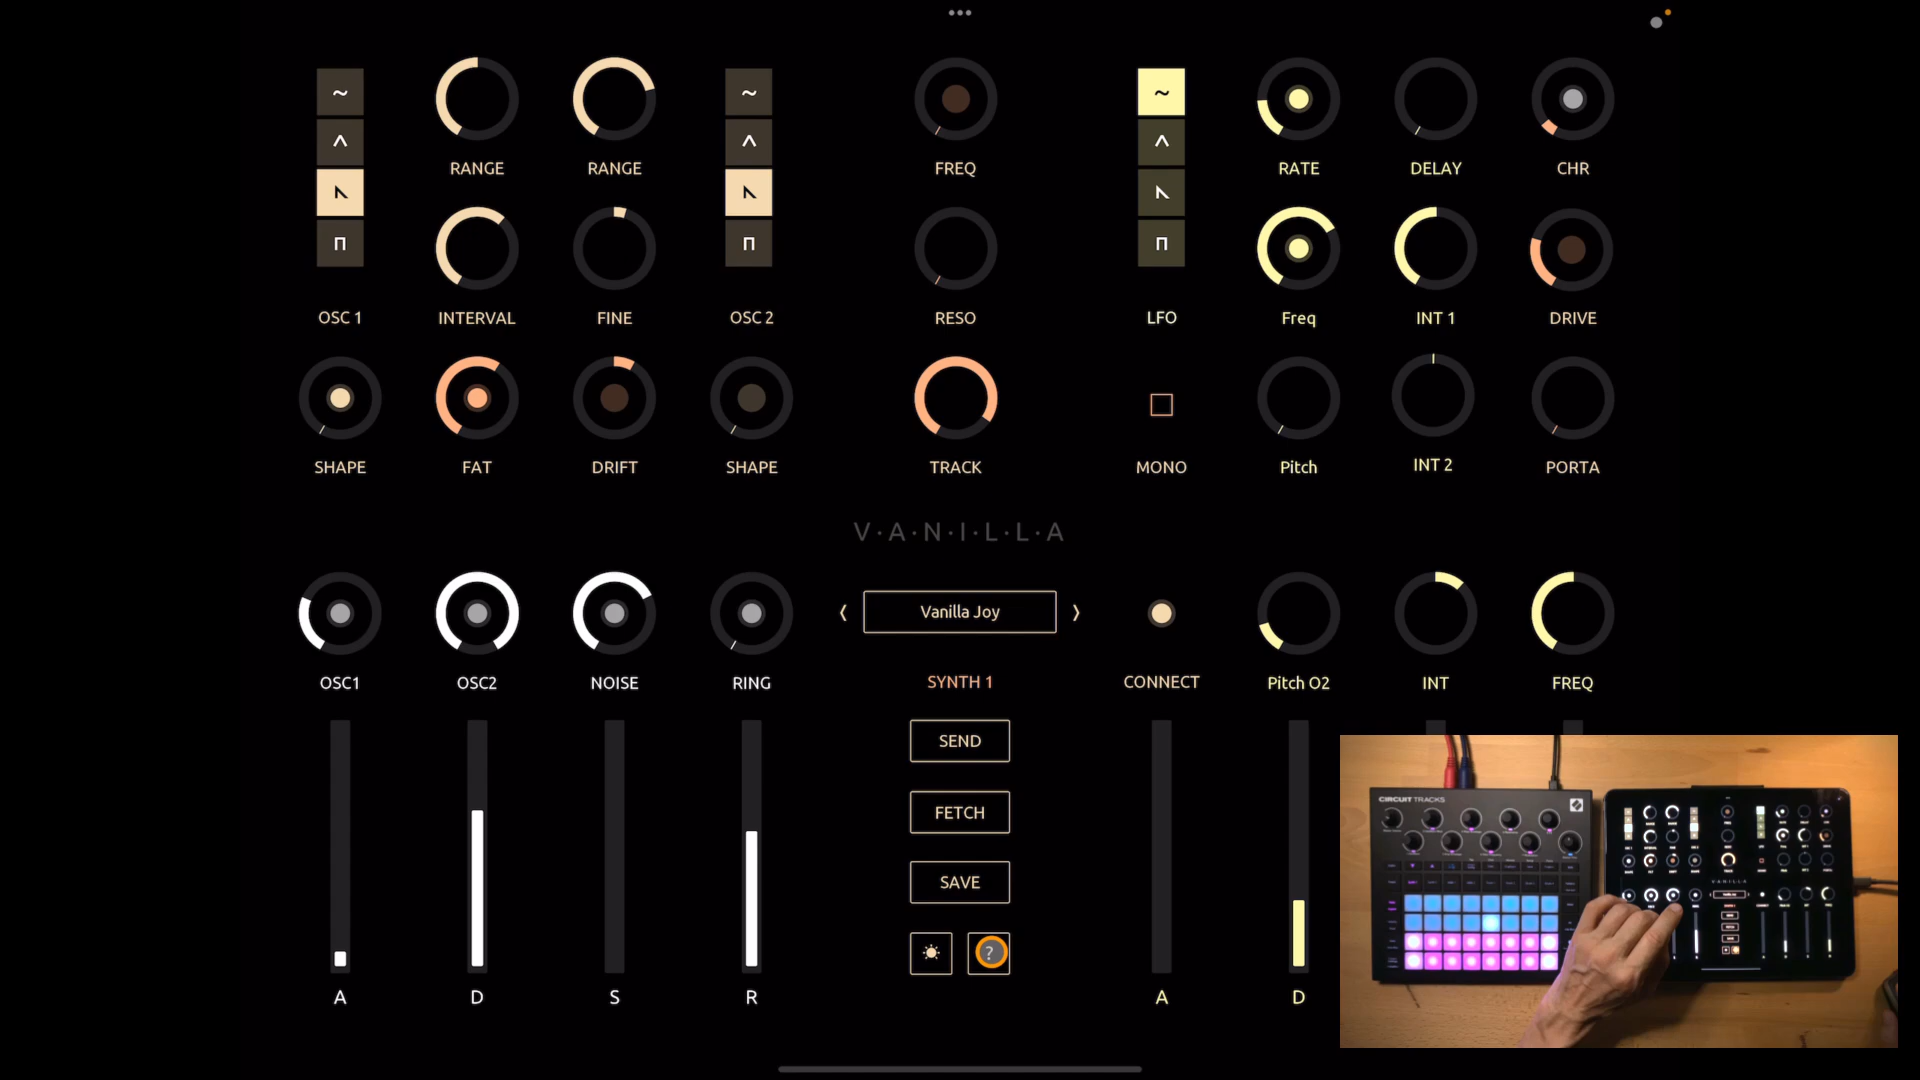 RANGE RANGE FREQ RATE DELAY CHR
OSC 1 INTERVAL FINE OSC 2 RESO LFO Freq INT 1 DRIVE
SHAPE FAT DRIFT SHAPE TRACK MONO Pitch INT 2 PORTA
V·A·N·I·L·L·A
Vanilla Joy
OSC1 OSC2 NOISE RING SYNTH 1 CONNECT Pitch O2 INT FREQ
SEND
FETCH
SAVE
?
A D S R A D
CIRCUIT TRACKS